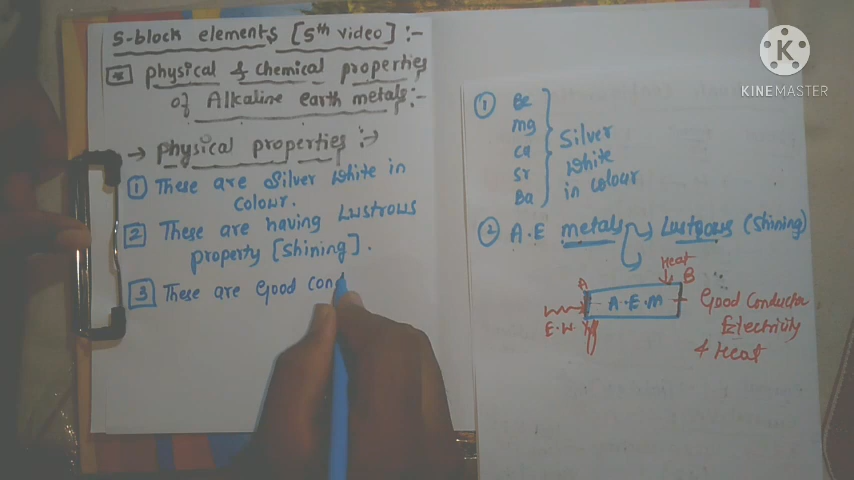 S-block elements [5th video] :-
* physical & chemical properties
of Alkaline earth metals :-
→ physical properties :→
① These are Silver White in
colour.
2 These are having Lustrous
property [shining].
3 These are Good cond
① Be
mg
ca
Sr
Ba
Silver
White
in colour
② A.E metals Lustrous (Shining)
Heat
A B
A.E.M
E.W
Good Conductor
Electricity
& Heat
K
KINEMASTER